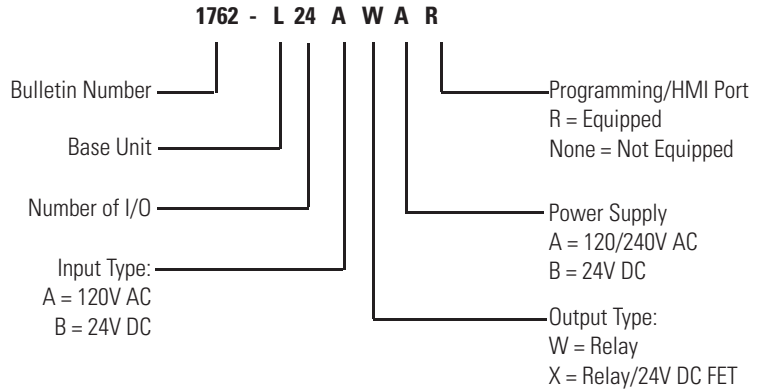 1762 - L 24 A W A R
Bulletin Number
Base Unit
Number of I/O
Input Type:
A = 120V AC
B = 24V DC
Programming/HMI Port
R = Equipped
None = Not Equipped
Power Supply
A = 120/240V AC
B = 24V DC
Output Type:
W = Relay
X = Relay/24V DC FET